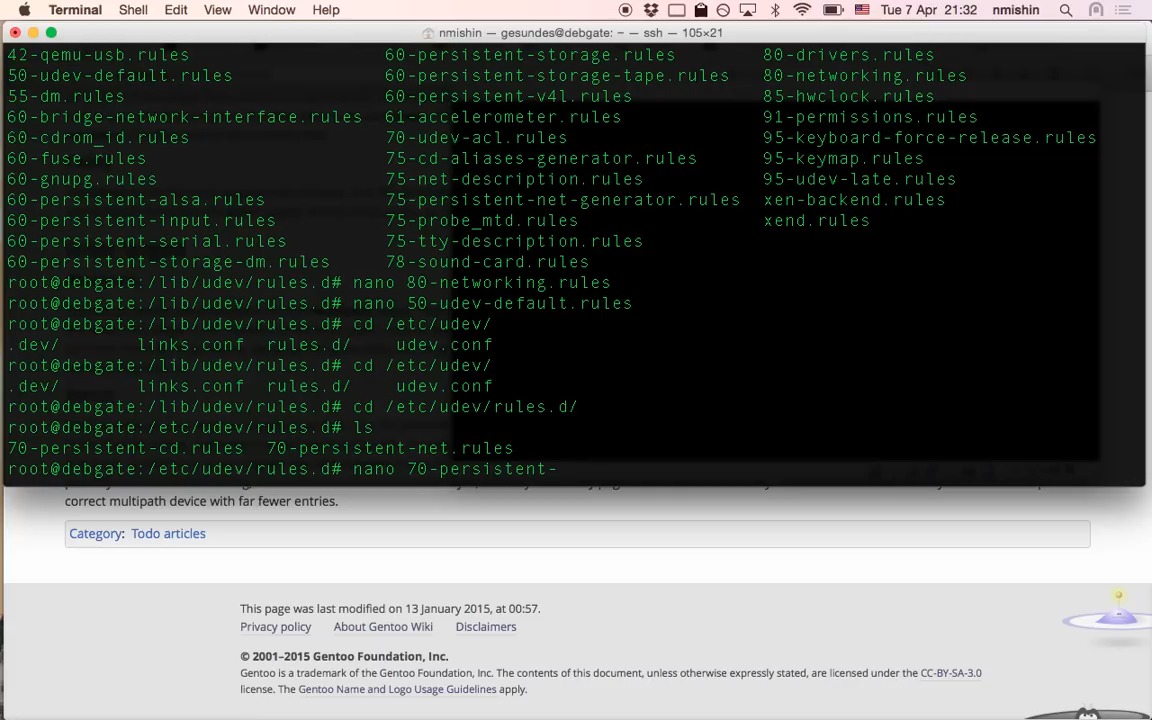 Terminal Shell Edit View Window Help Tue 7 Apr 21:32 nmishin
nmishin — gesundes@debgate: ~ — ssh — 105×21
42-qemu-usb.rules 60-persistent-storage.rules 80-drivers.rules
50-udev-default.rules 60-persistent-storage-tape.rules 80-networking.rules
55-dm.rules 60-persistent-v4l.rules 85-hwclock.rules
60-bridge-network-interface.rules 61-accelerometer.rules 91-permissions.rules
60-cdrom_id.rules 70-udev-acl.rules 95-keyboard-force-release.rules
60-fuse.rules 75-cd-aliases-generator.rules 95-keymap.rules
60-gnupg.rules 75-net-description.rules 95-udev-late.rules
60-persistent-alsa.rules 75-persistent-net-generator.rules xen-backend.rules
60-persistent-input.rules 75-probe_mtd.rules xend.rules
60-persistent-serial.rules 75-tty-description.rules
60-persistent-storage-dm.rules 78-sound-card.rules
root@debgate:/lib/udev/rules.d# nano 80-networking.rules
root@debgate:/lib/udev/rules.d# nano 50-udev-default.rules
root@debgate:/lib/udev/rules.d# cd /etc/udev/
.dev/ links.conf rules.d/ udev.conf
root@debgate:/lib/udev/rules.d# cd /etc/udev/
.dev/ links.conf rules.d/ udev.conf
root@debgate:/lib/udev/rules.d# cd /etc/udev/rules.d/
root@debgate:/etc/udev/rules.d# ls
70-persistent-cd.rules 70-persistent-net.rules
root@debgate:/etc/udev/rules.d# nano 70-persistent-
correct multipath device with far fewer entries.
Category: Todo articles
This page was last modified on 13 January 2015, at 00:57.
Privacy policy About Gentoo Wiki Disclaimers
© 2001–2015 Gentoo Foundation, Inc.
Gentoo is a trademark of the Gentoo Foundation, Inc. The contents of this document, unless otherwise expressly stated, are licensed under the CC-BY-SA-3.0
license. The Gentoo Name and Logo Usage Guidelines apply.